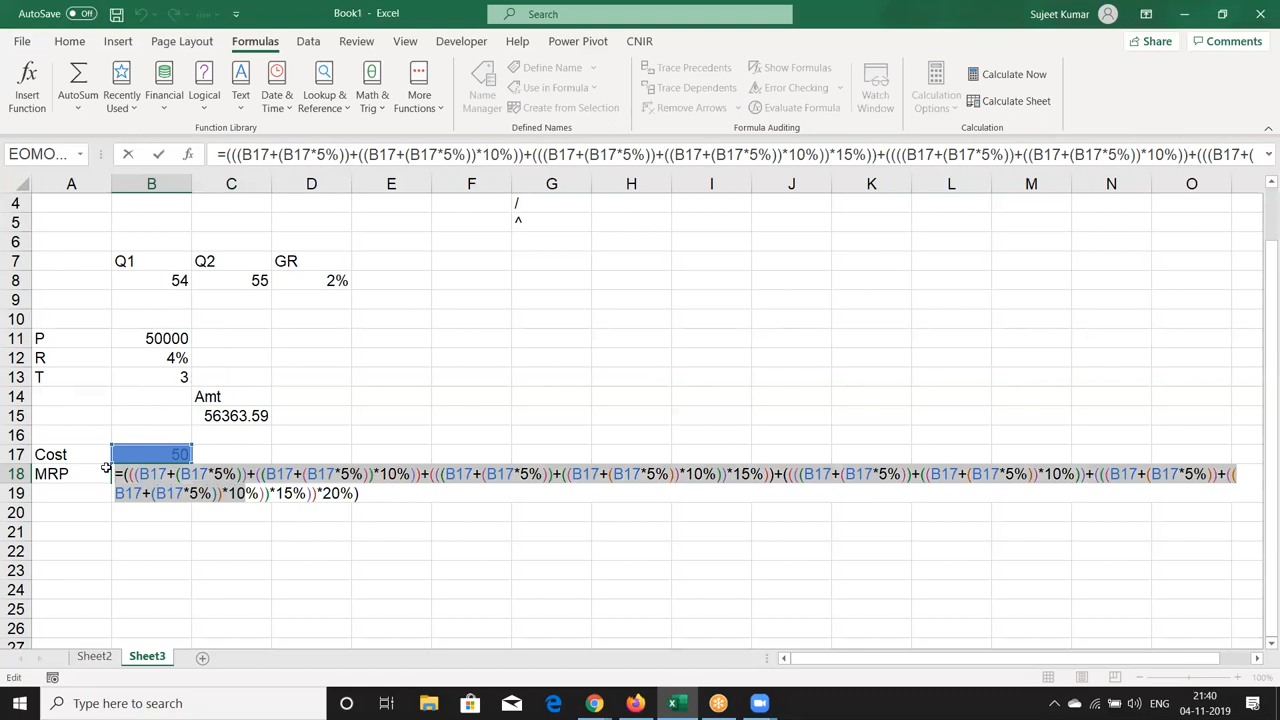 AutoSave Off Book1 - Excel Search Sujeet Kumar
File Home Insert Page Layout Formulas Data Review View Developer Help Power Pivot CNIR Share Comments
Insert Function
AutoSum
Recently Used
Financial
Logical
Text
Date & Time
Lookup & Reference
Math & Trig
More Functions
Function Library
Name Manager
Define Name
Use in Formula
Create from Selection
Defined Names
Trace Precedents
Trace Dependents
Remove Arrows
Show Formulas
Error Checking
Evaluate Formula
Formula Auditing
Watch Window
Calculation Options
Calculate Now
Calculate Sheet
Calculation
EOMO... fx =(((B17+(B17*5%))+((B17+(B17*5%))*10%))+(((B17+(B17*5%))+((B17+(B17*5%))*10%))*15%))+((((B17+(B17*5%))+((B17+(B17*5%))*10%))+(((B17+(
A B C D E F G H I J K L M N O
4 /
5 ^
6
7 Q1 Q2 GR
8 54 55 2%
9
10
11 P 50000
12 R 4%
13 T 3
14 Amt
15 56363.59
16
17 Cost 50
18 MRP =(((B17+(B17*5%))+((B17+(B17*5%))*10%))+(((B17+(B17*5%))+((B17+(B17*5%))*10%))*15%))+((((B17+(B17*5%))+((B17+(B17*5%))*10%))+(((B17+(B17*5%))+((
19 B17+(B17*5%))*10%))*15%))*20%)
20
21
22
23
24
25
26
27
Sheet2 Sheet3
Edit 100%
Type here to search
ENG 21:40
04-11-2019